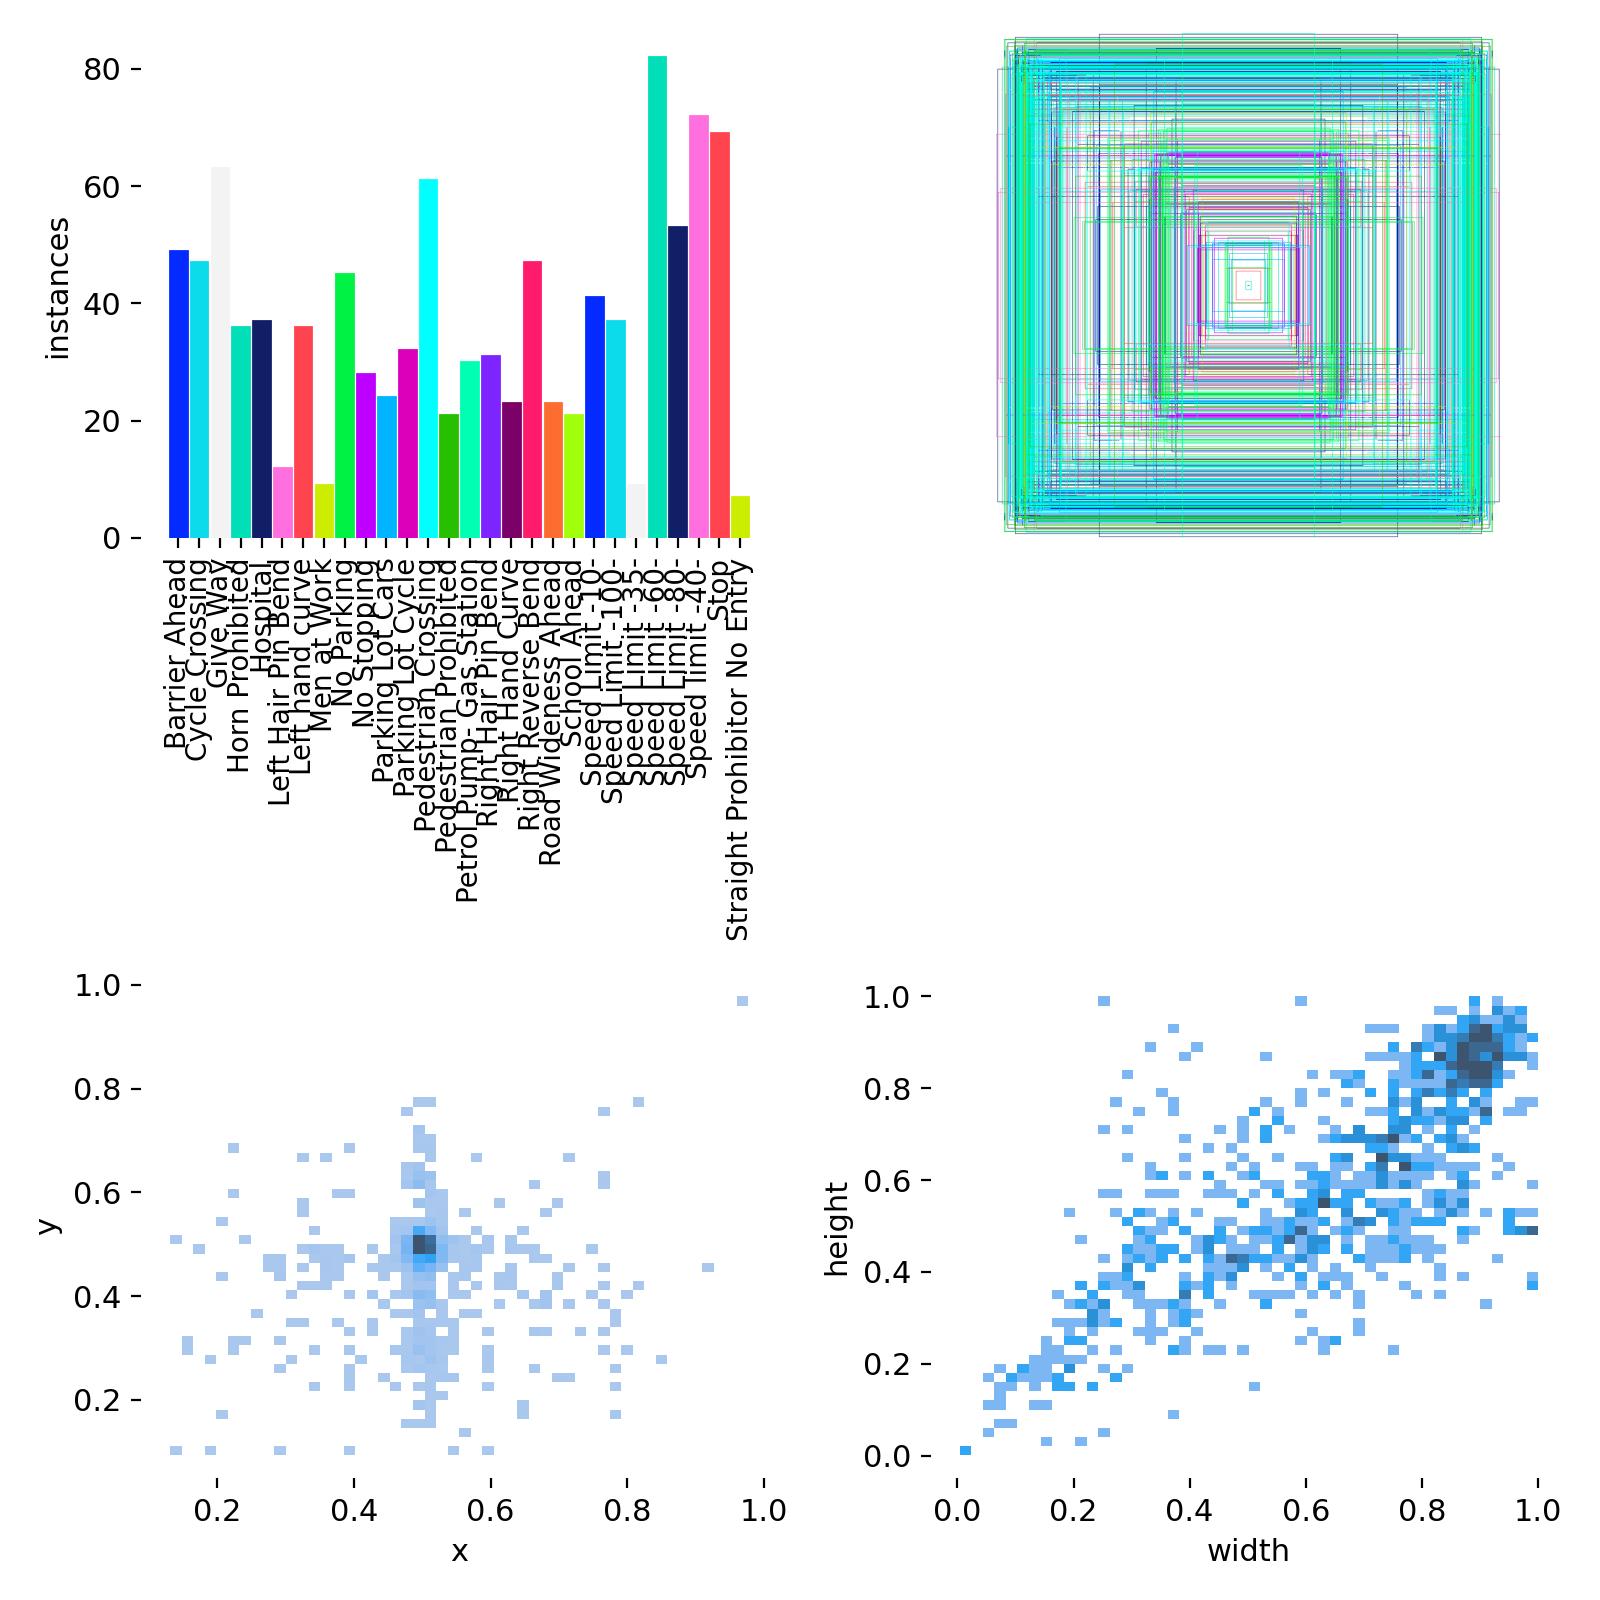 80
60
40
20
0
instances
Barrier Ahead
Cycle Crossing
Give Way
Horn Prohibited
Hospital
Left Hair Pin Bend
Left hand curve
Men at Work
No Parking
No Stopping
Parking Lot Cars
Parking Lot Cycle
Pedestrian Crossing
Pedestrian Prohibited
Petrol Pump- Gas Station
Right Hair Pin Bend
Right Hand Curve
Right Reverse Bend
Road Wideness Ahead
School Ahead
Speed Limit -10-
Speed Limit -100-
Speed Limit -35-
Speed Limit -60-
Speed Limit -80-
Speed limit -40-
Stop
Straight Prohibitor No Entry
1.0
0.8
0.6
0.4
0.2
y
0.2 0.4 0.6 0.8 1.0
x
1.0
0.8
0.6
0.4
0.2
0.0
height
0.0 0.2 0.4 0.6 0.8 1.0
width